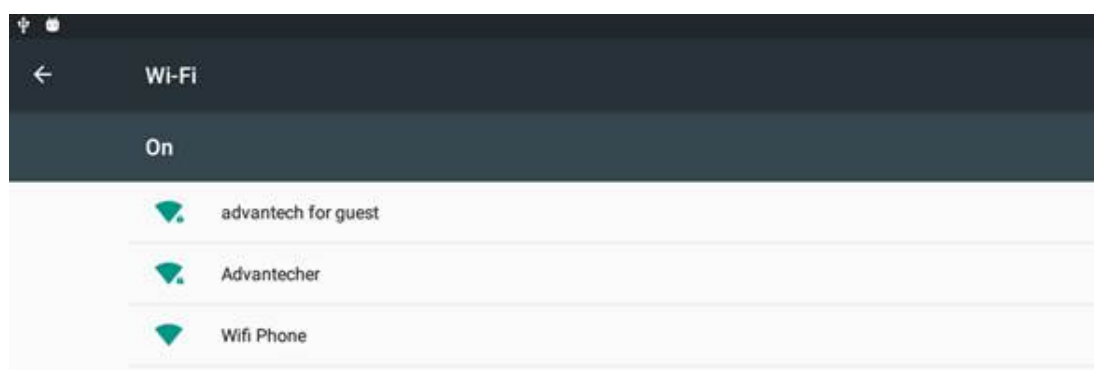 Wi-Fi
On
advantech for guest
Advantecher
Wifi Phone